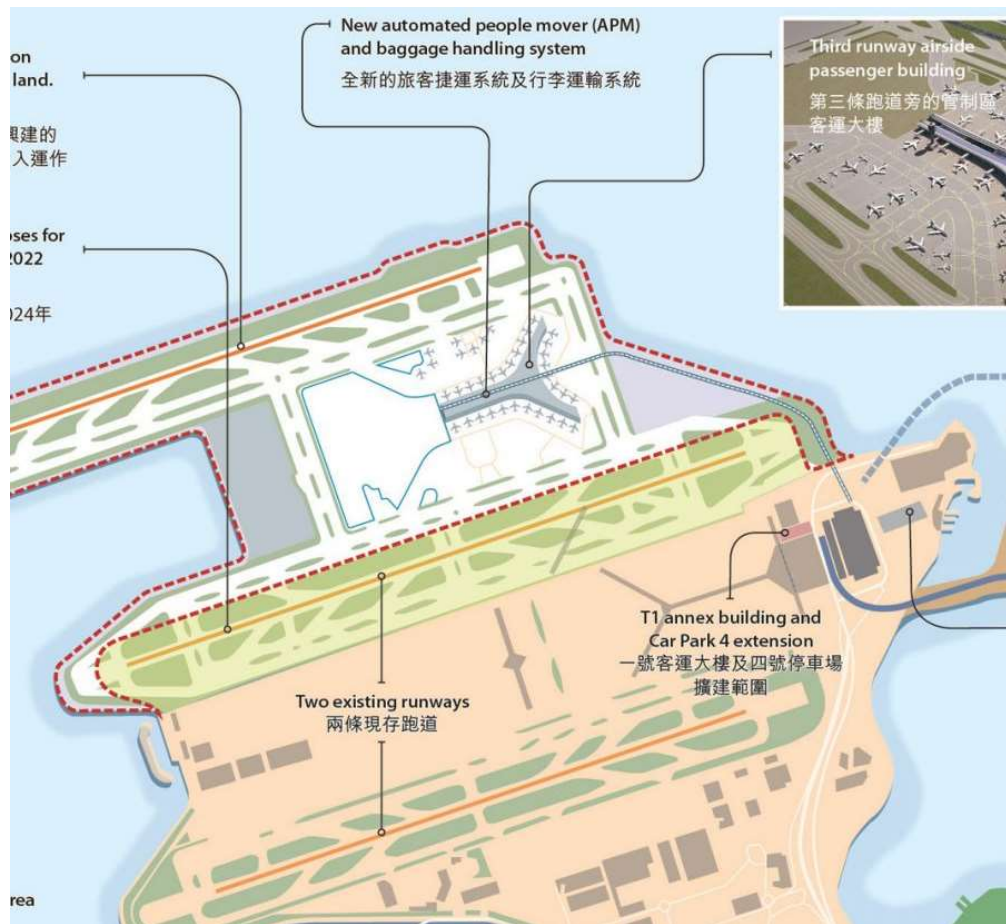 on
land.
興建的
入運作
oses for
2022
024年
New automated people mover (APM)
and baggage handling system
全新的旅客捷運系統及行李運輸系統
Third runway airside
passenger building
第三條跑道旁的管制區
客運大樓
T1 annex building and
Car Park 4 extension
一號客運大樓及四號停車場
擴建範圍
Two existing runways
兩條現存跑道
rea